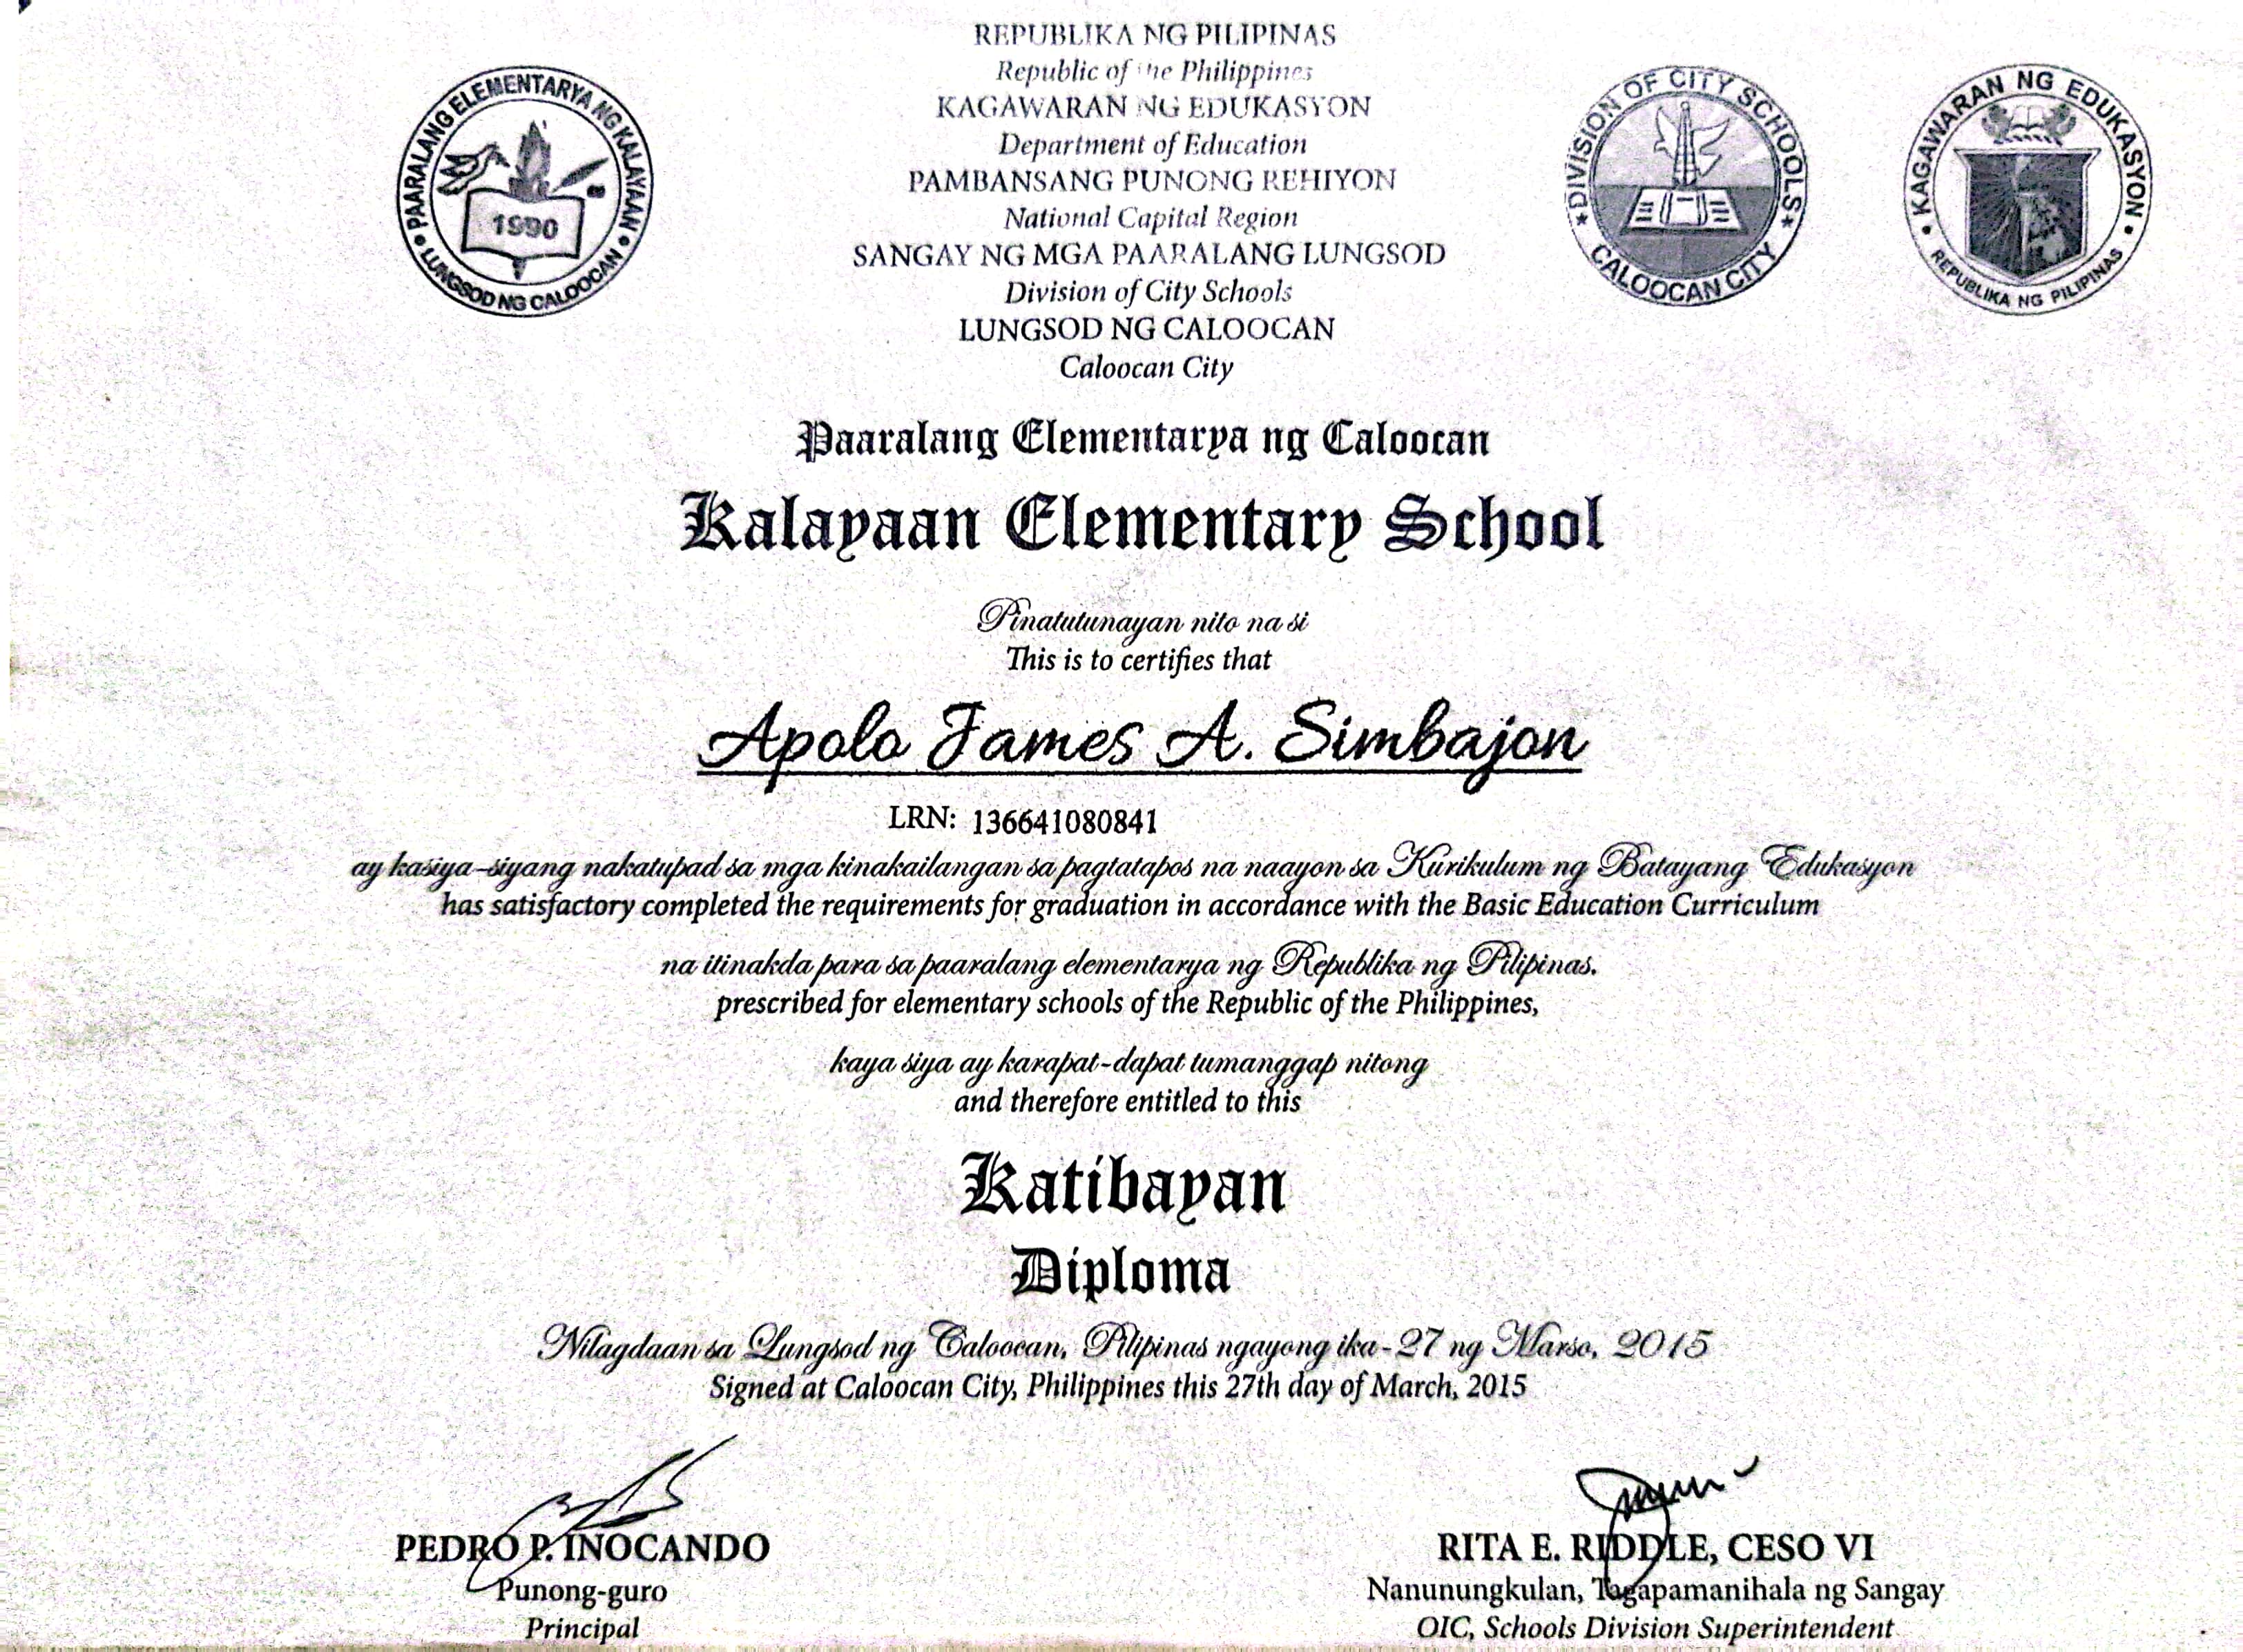 REPUBLIKA NG PILIPINAS
Republic of the Philippines
KAGAWARAN NG EDUKASYON
Department of Education
PAMBANSANG PUNONG REHIYON
National Capital Region
SANGAY NG MGA PAARALANG LUNGSOD
Division of City Schools
LUNGSOD NG CALOOCAN
Caloocan City
PAARALANG ELEMENTARYA NG KALAYAAN
1990
LUNGSOD NG CALOOCAN
DIVISION OF CITY SCHOOLS
CALOOCAN CITY
KAGAWARAN NG EDUKASYON
REPUBLIKA NG PILIPINAS
Paaralang Elementarya ng Caloocan
Kalayaan Elementary School
Pinatutunayan nito na si
This is to certifies that
Apolo James A. Simbajon
LRN: 136641080841
ay kasiya-siyang nakatupad sa mga kinakailangan sa pagtatapos na naayon sa Kurikulum ng Batayang Edukasyon
has satisfactory completed the requirements for graduation in accordance with the Basic Education Curriculum
na itinakda para sa paaralang elementarya ng Republika ng Pilipinas.
prescribed for elementary schools of the Republic of the Philippines,
kaya siya ay karapat-dapat tumanggap nitong
and therefore entitled to this
Katibayan
Diploma
Nilagdaan sa Lungsod ng Caloocan, Pilipinas ngayong ika-27 ng Marso, 2015
Signed at Caloocan City, Philippines this 27th day of March, 2015
PEDRO P. INOCANDO
Punong-guro
Principal
RITA E. RIDDLE, CESO VI
Nanunungkulan, Tagapamanihala ng Sangay
OIC, Schools Division Superintendent